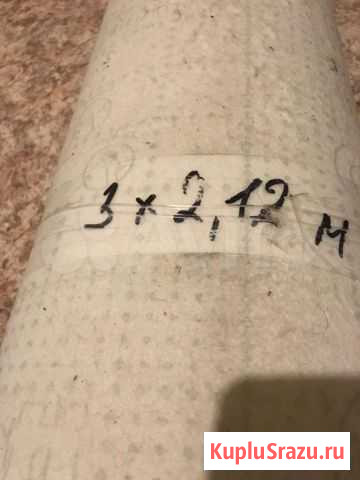 3 x 2,12 м
KupluSrazu.ru